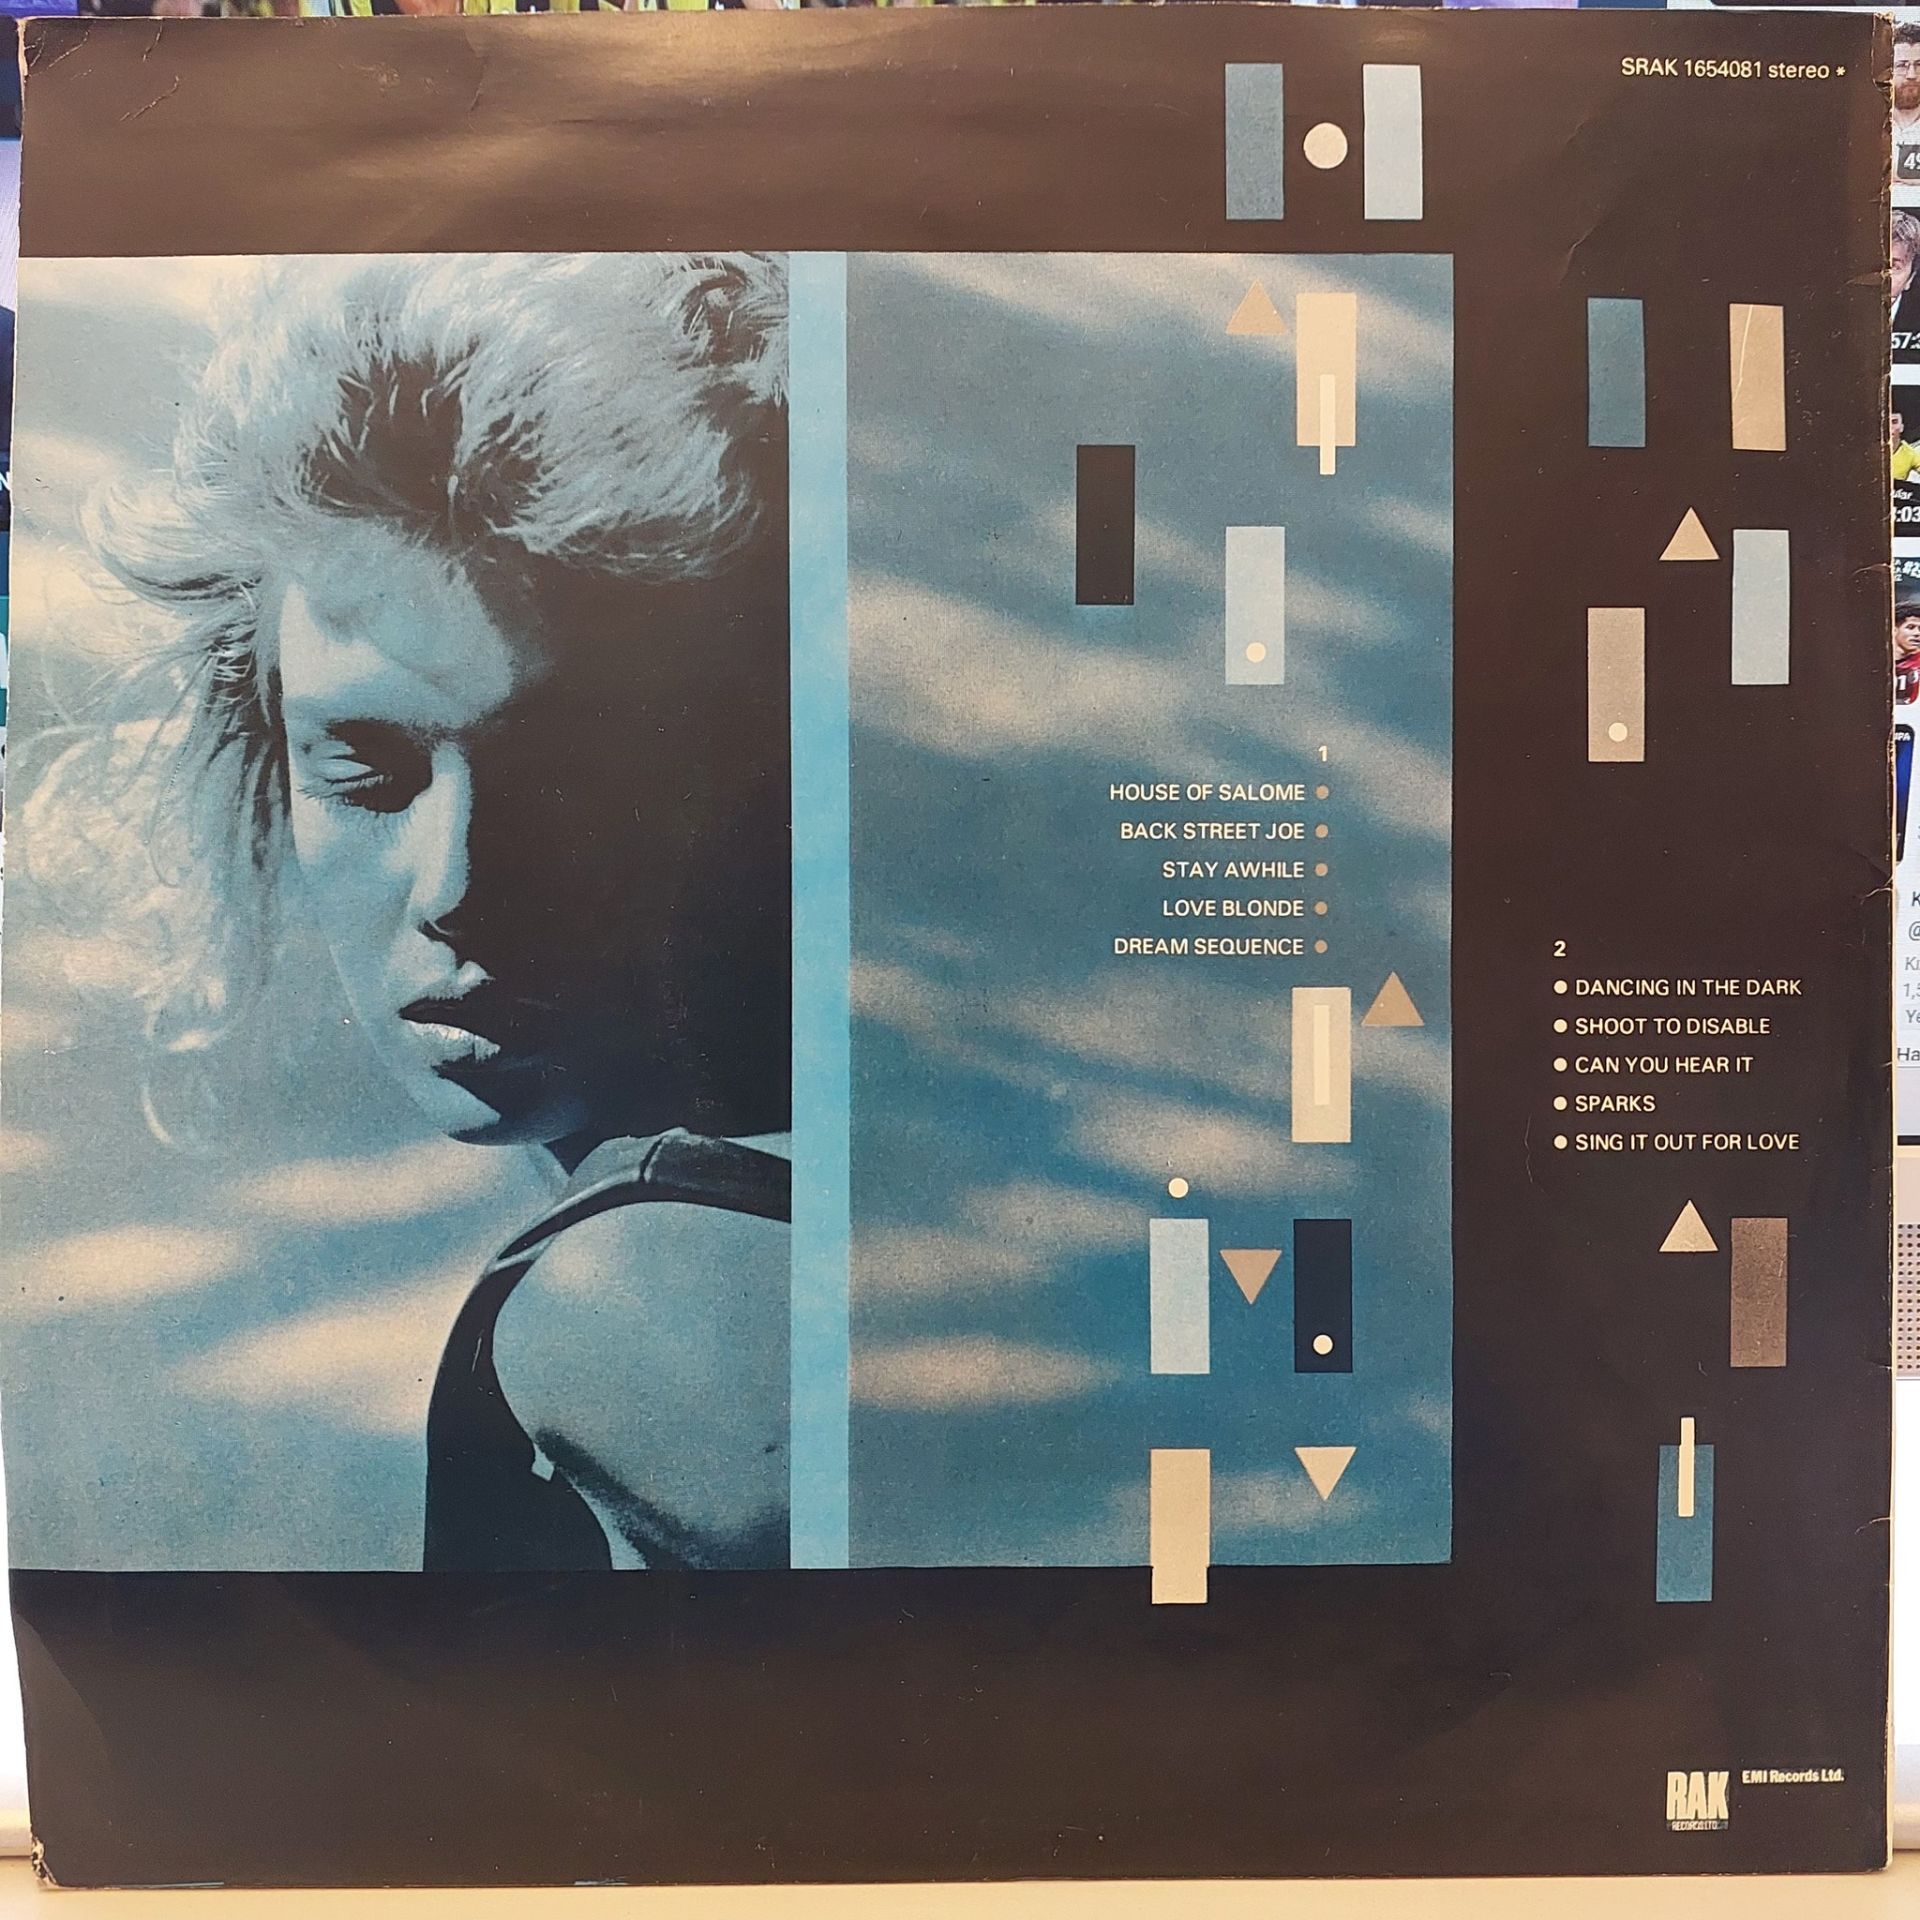 SRAK 1654081 stereo *
1
HOUSE OF SALOME
BACK STREET JOE
STAY AWHILE
LOVE BLONDE
DREAM SEQUENCE
2
DANCING IN THE DARK
SHOOT TO DISABLE
CAN YOU HEAR IT
SPARKS
SING IT OUT FOR LOVE
RAK
RECORDS LTD.
EMI Records Ltd.